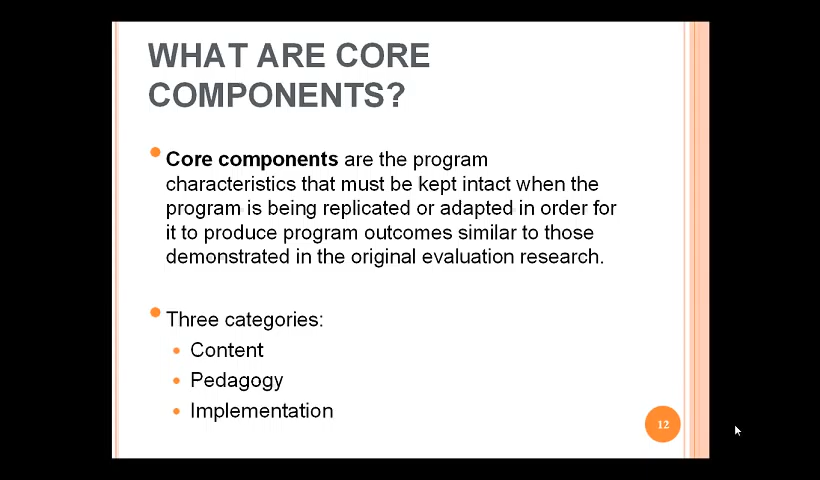 WHAT ARE CORE
COMPONENTS?
Core components are the program
characteristics that must be kept intact when the
program is being replicated or adapted in order for
it to produce program outcomes similar to those
demonstrated in the original evaluation research.
Three categories:
Content
Pedagogy
Implementation
12